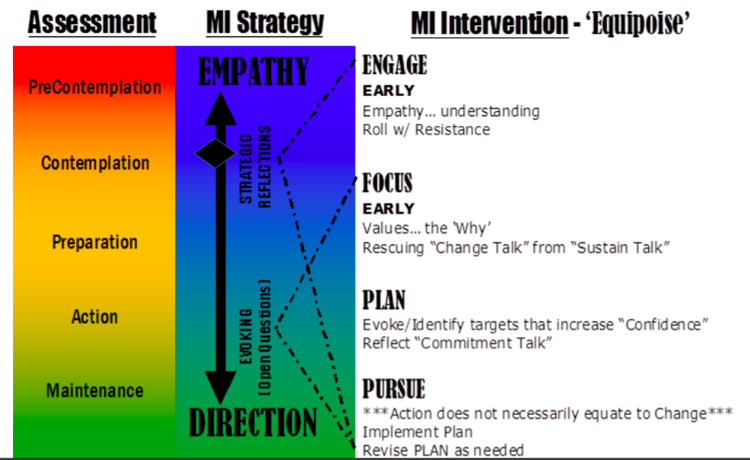 Assessment
MI Strategy
MI Intervention - ‘Equipoise’
PreContemplation
Contemplation
Preparation
Action
Maintenance
EMPATHY
STRATEGIC
REFLECTIONS
EVOKING
[Open Questions]
DIRECTION
ENGAGE
EARLY
Empathy... understanding
Roll w/ Resistance
FOCUS
EARLY
Values... the ‘Why’
Rescuing “Change Talk” from “Sustain Talk”
PLAN
Evoke/Identify targets that increase “Confidence”
Reflect “Commitment Talk”
PURSUE
***Action does not necessarily equate to Change***
Implement Plan
Revise PLAN as needed